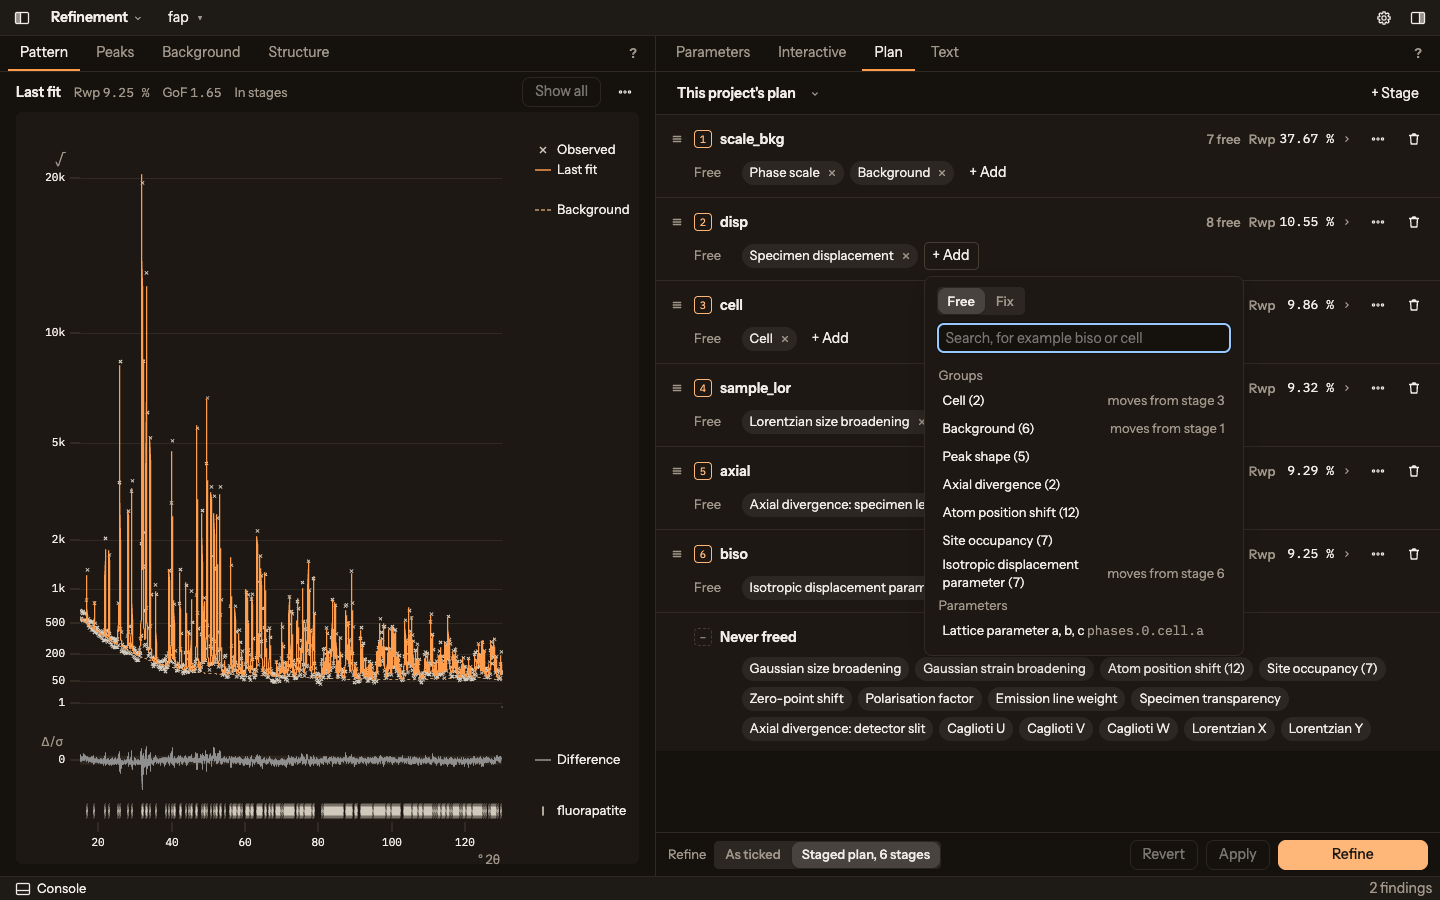 Refinement fap
Pattern Peaks Background Structure ?
Parameters Interactive Plan Text ?
Last fit Rwp 9.25 % GoF 1.65 In stages Show all
√
20k
10k
5k
2k
1k
500
200
50
1
Δ/σ
0
Observed
Last fit
Background
Difference
fluorapatite
20 40 60 80 100 120
°2θ
This project's plan + Stage
1 scale_bkg 7 free Rwp 37.67 %
Free Phase scale × Background × + Add
2 disp 8 free Rwp 10.55 %
Free Specimen displacement × + Add
3 cell Rwp 9.86 %
Free Cell × + Add
4 sample_lor Rwp 9.32 %
Free Lorentzian size broadening ×
5 axial Rwp 9.29 %
Free Axial divergence: specimen le
6 biso Rwp 9.25 %
Free Isotropic displacement param
Free Fix
Search, for example biso or cell
Groups
Cell (2) moves from stage 3
Background (6) moves from stage 1
Peak shape (5)
Axial divergence (2)
Atom position shift (12)
Site occupancy (7)
Isotropic displacement
parameter (7) moves from stage 6
Parameters
Lattice parameter a, b, c phases.0.cell.a
Never freed
Gaussian size broadening Gaussian strain broadening Atom position shift (12) Site occupancy (7)
Zero-point shift Polarisation factor Emission line weight Specimen transparency
Axial divergence: detector slit Caglioti U Caglioti V Caglioti W Lorentzian X Lorentzian Y
Refine As ticked Staged plan, 6 stages Revert Apply Refine
Console 2 findings